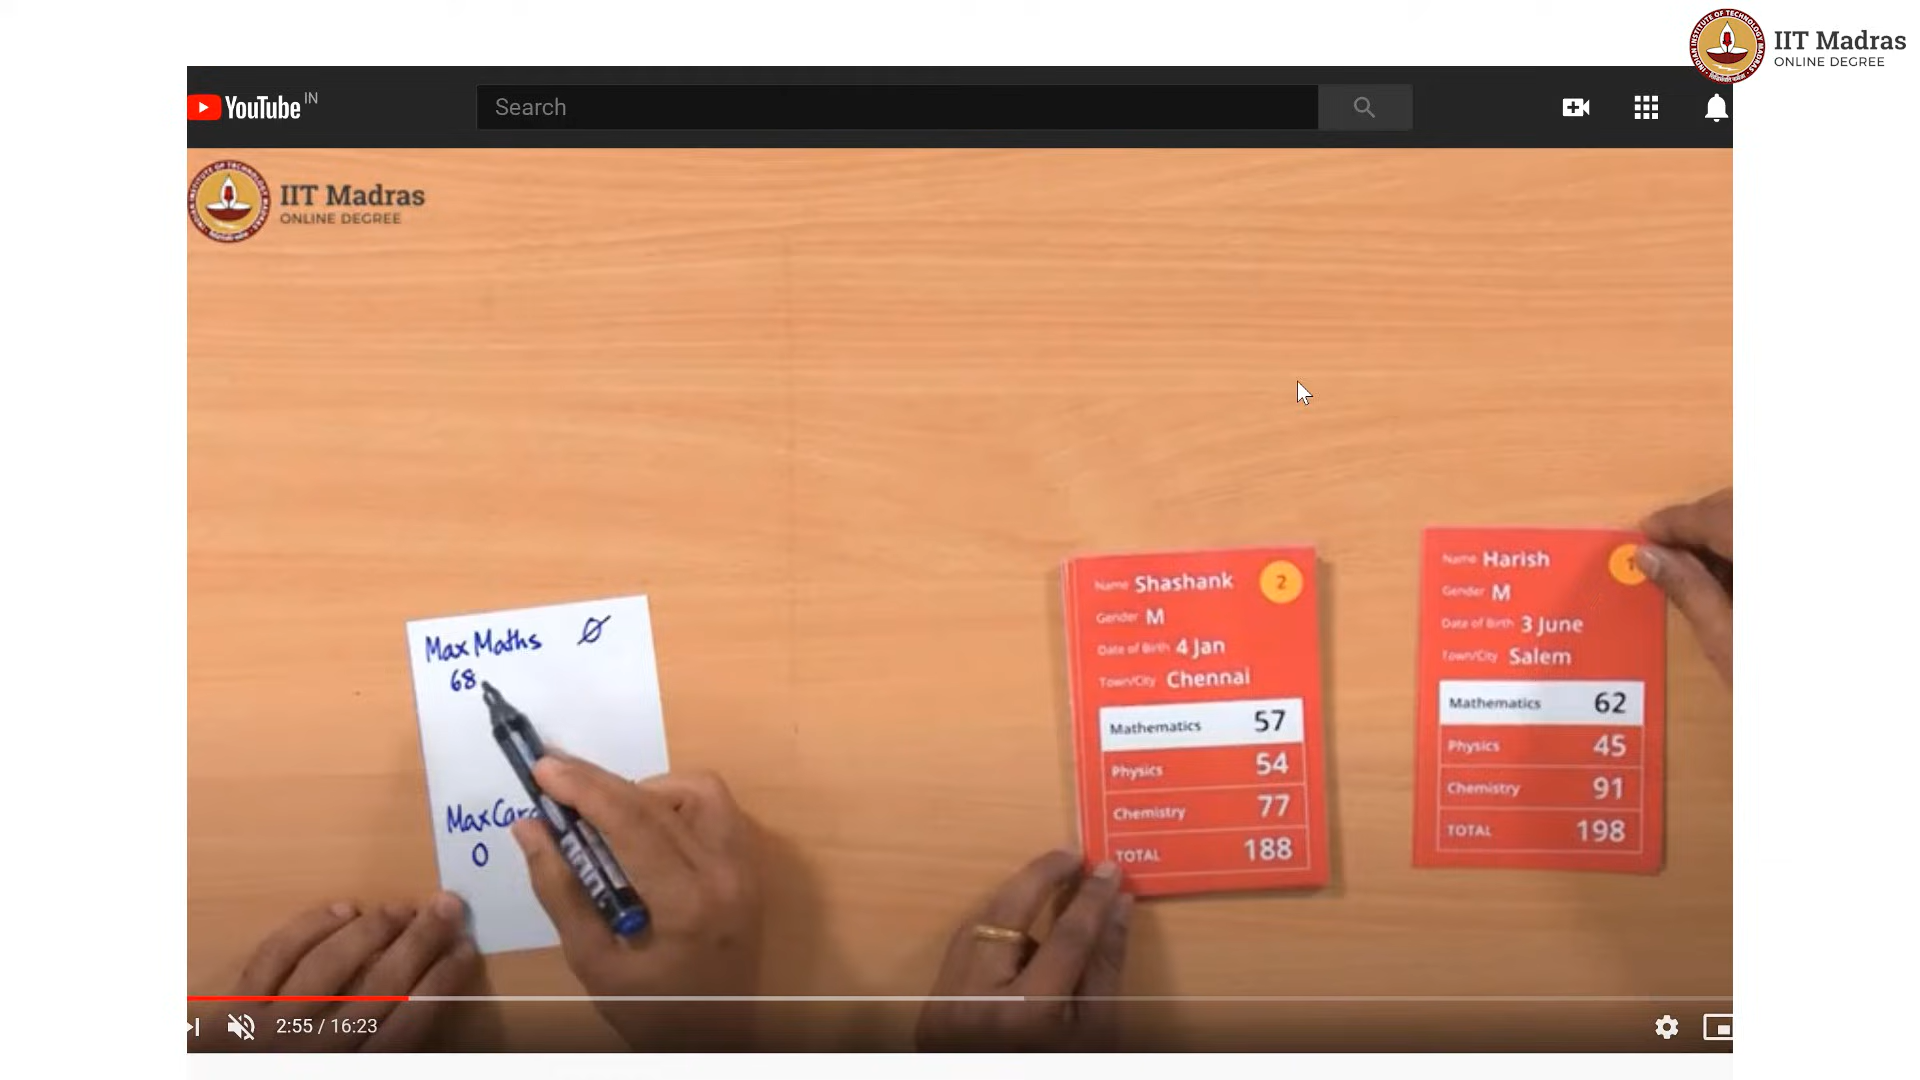 IIT Madras
ONLINE DEGREE
YouTube IN
Search
IIT Madras
ONLINE DEGREE
Max Maths 0
68
Max Card
0
Name Shashank 2
Gender M
Date of Birth 4 Jan
Town/City Chennai
Mathematics 57
Physics 54
Chemistry 77
TOTAL 188
Name Harish 1
Gender M
Date of Birth 3 June
Town/City Salem
Mathematics 62
Physics 45
Chemistry 91
TOTAL 198
2:55 / 16:23